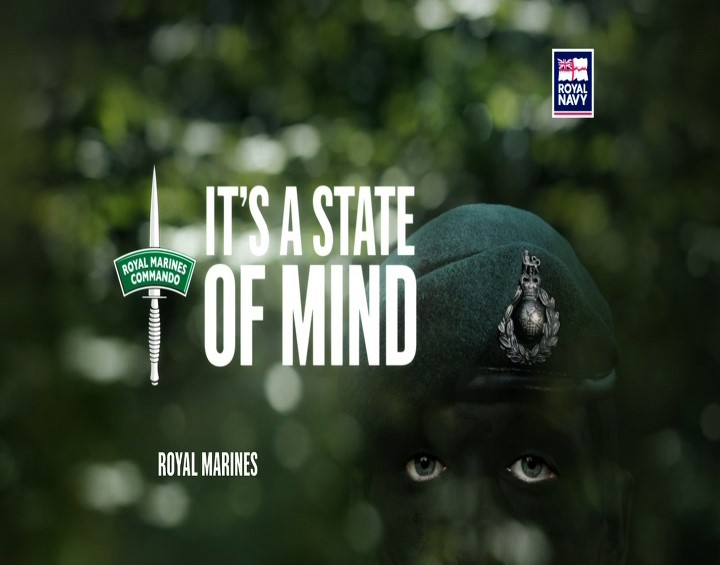 ROYAL
NAVY
IT'S A STATE
OF MIND
ROYAL MARINES
COMMANDO
ROYAL MARINES